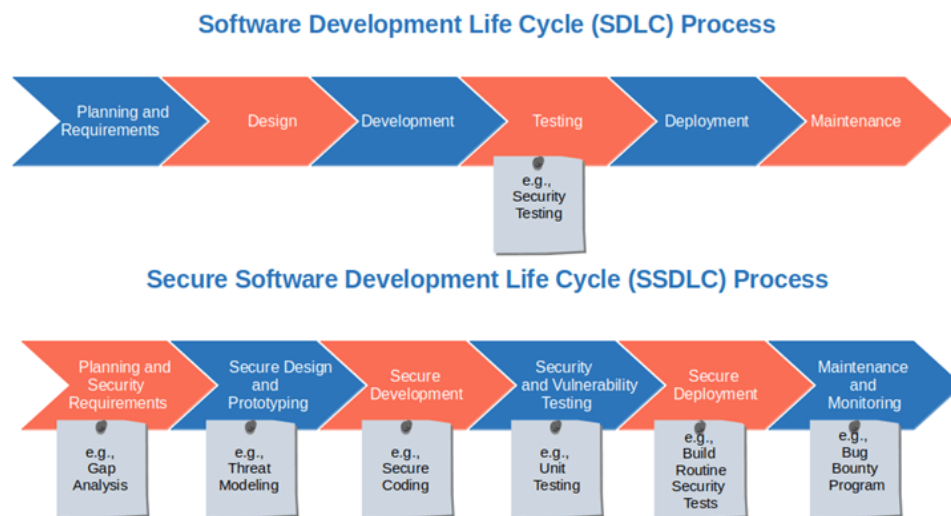 Software Development Life Cycle (SDLC) Process
Planning and
Requirements
Design
Development
Testing
Deployment
Maintenance
e.g.,
Security
Testing
Secure Software Development Life Cycle (SSDLC) Process
Planning and
Security
Requirements
Secure Design
and
Prototyping
Secure
Development
Security
and Vulnerability
Testing
Secure
Deployment
Maintenance
and
Monitoring
e.g.,
Gap
Analysis
e.g.,
Threat
Modeling
e.g.,
Secure
Coding
e.g.,
Unit
Testing
e.g.,
Build
Routine
Security
Tests
e.g.,
Bug
Bounty
Program